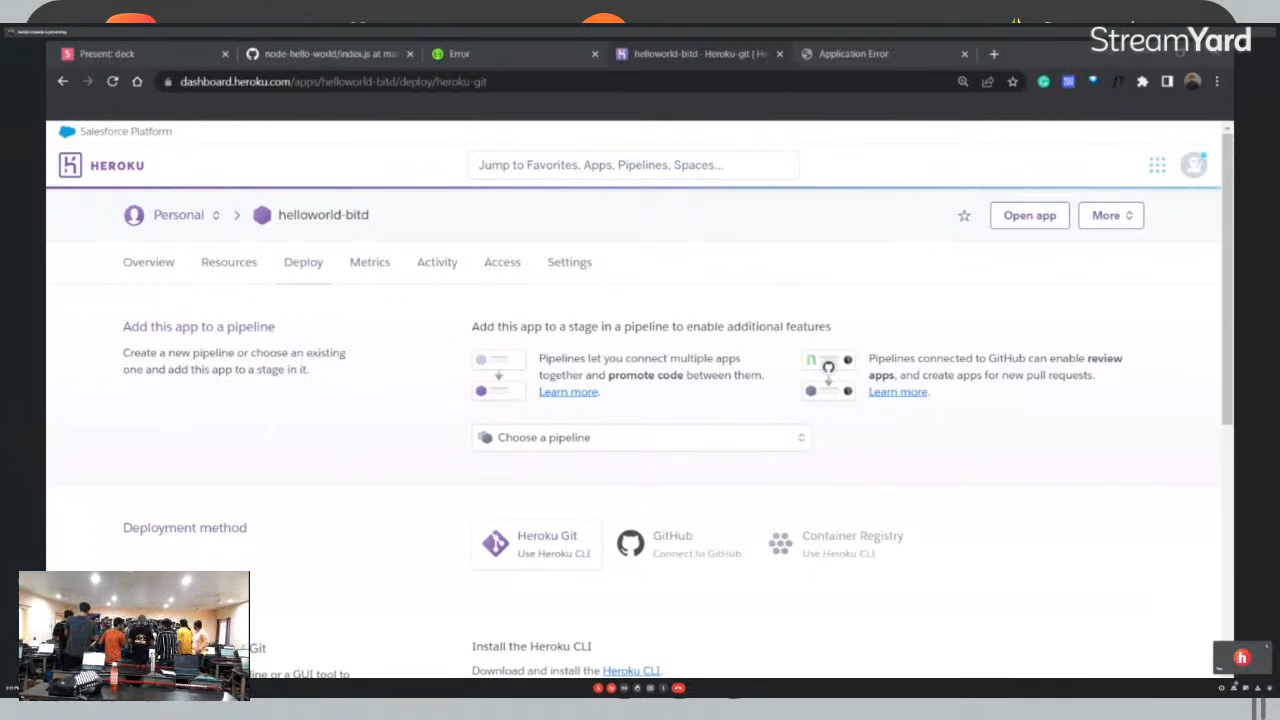 StreamYard
Present: deck
node-hello-world/index.js at ma
Error
helloworld-bitd - Heroku-git | He
Application Error
dashboard.heroku.com/apps/helloworld-bitd/deploy/heroku-git
Salesforce Platform
HEROKU
Jump to Favorites, Apps, Pipelines, Spaces...
Personal
helloworld-bitd
Open app
More
Overview
Resources
Deploy
Metrics
Activity
Access
Settings
Add this app to a pipeline
Create a new pipeline or choose an existing
one and add this app to a stage in it.
Add this app to a stage in a pipeline to enable additional features
Pipelines let you connect multiple apps
together and promote code between them.
Learn more.
Pipelines connected to GitHub can enable review
apps, and create apps for new pull requests.
Learn more.
Choose a pipeline
Deployment method
Heroku Git
Use Heroku CLI
GitHub
Connect to GitHub
Container Registry
Use Heroku CLI
Git
ine or a GUI tool to
Install the Heroku CLI
Download and install the Heroku CLI.
h